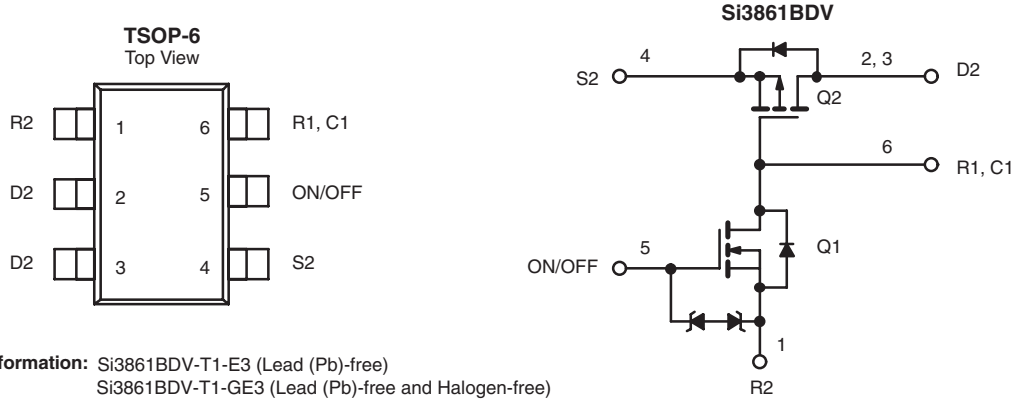 TSOP-6
Top View
R2 1 6 R1, C1
D2 2 5 ON/OFF
D2 3 4 S2
formation: Si3861BDV-T1-E3 (Lead (Pb)-free)
Si3861BDV-T1-GE3 (Lead (Pb)-free and Halogen-free)
Si3861BDV
S2 4 2, 3 D2
Q2
6 R1, C1
Q1
ON/OFF 5
1
R2